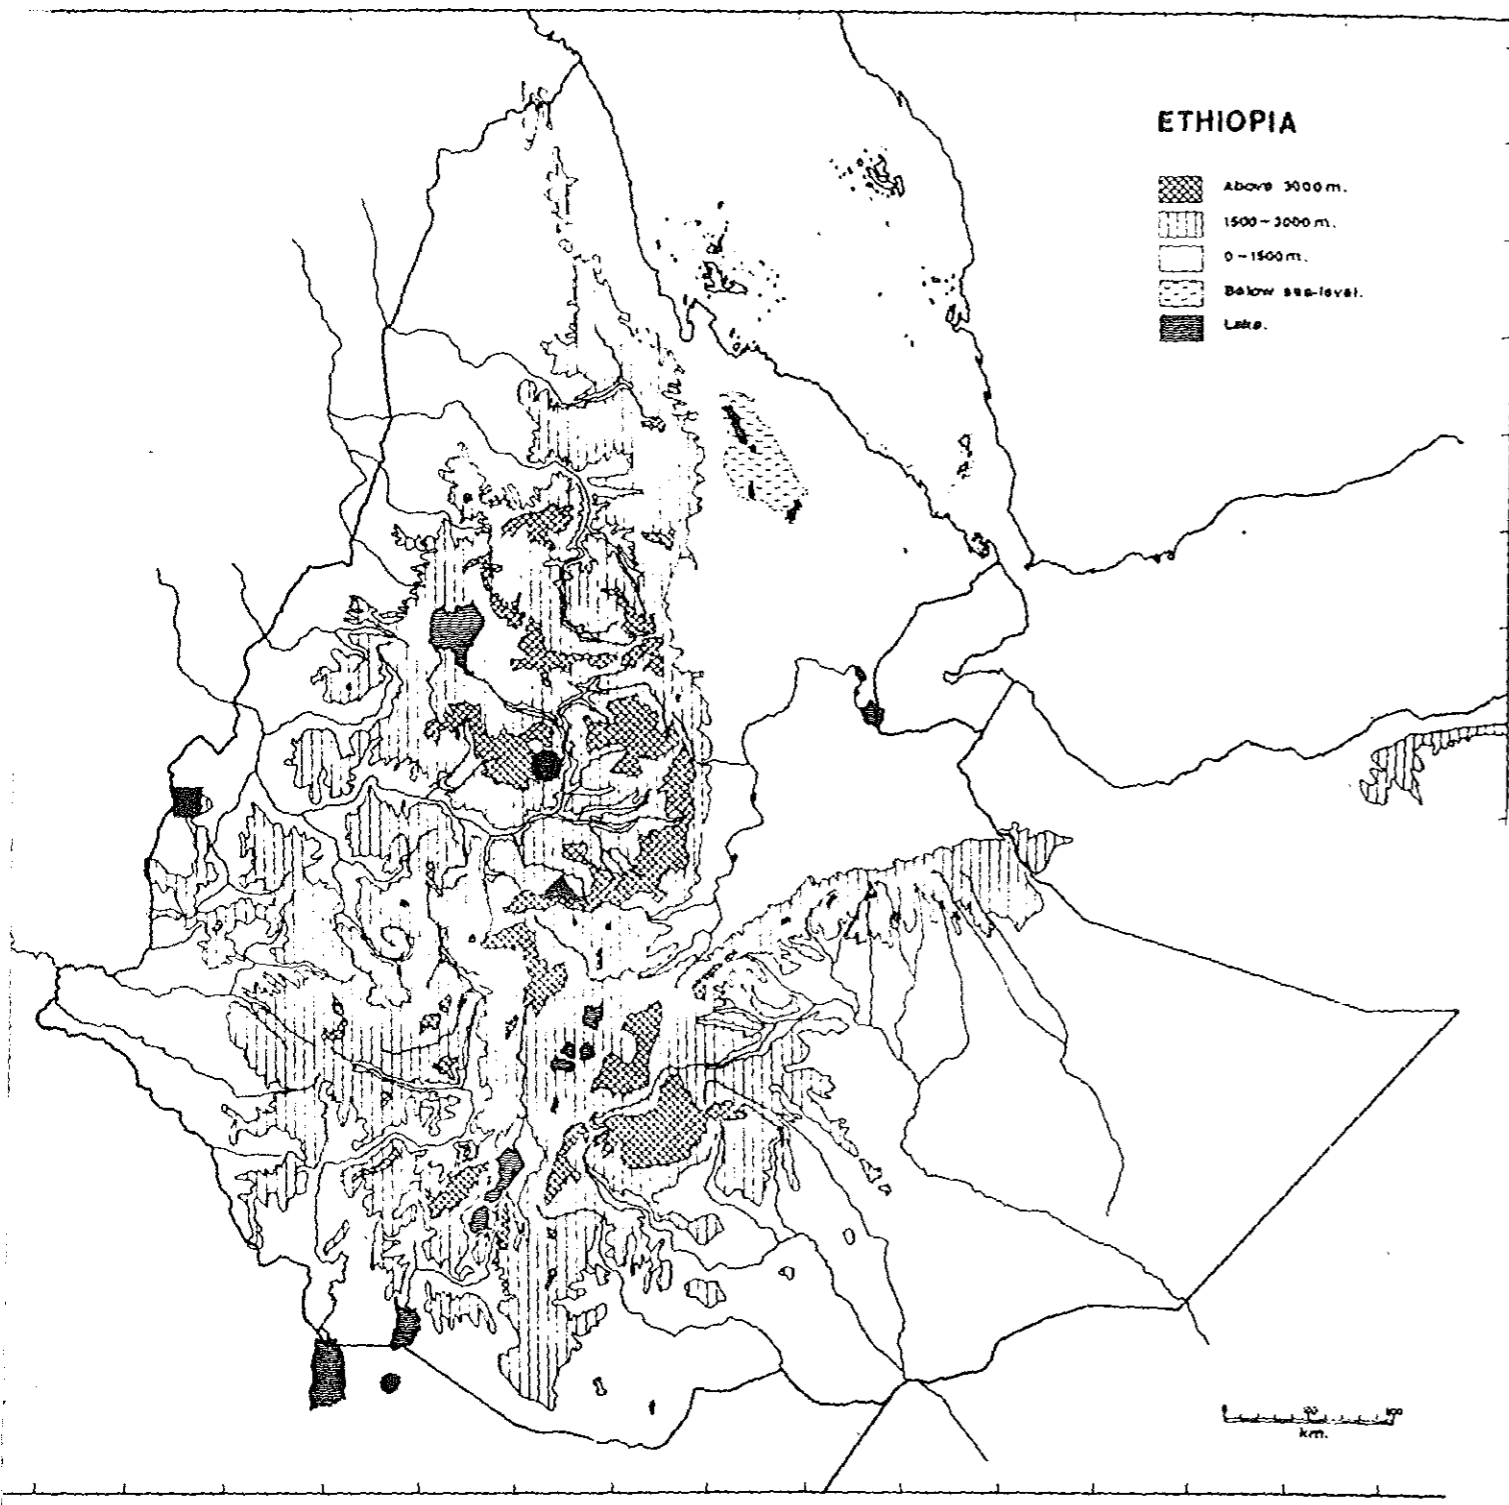 ETHIOPIA
Above 3000 m.
1500 - 3000 m.
0 - 1500 m.
Below sea-level.
Lake.
km.